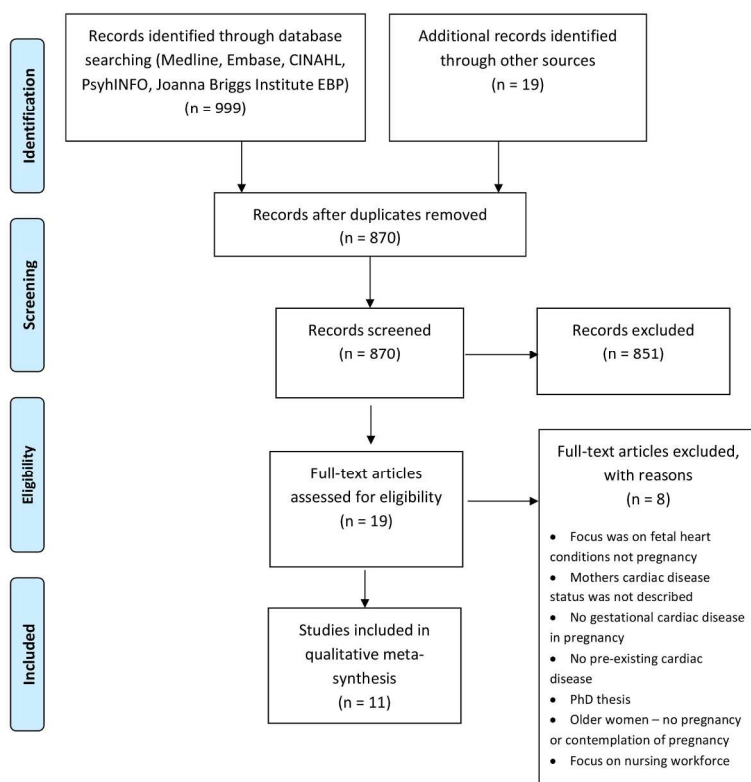 Identification
Records identified through database
searching (Medline, Embase, CINAHL,
PsyhINFO, Joanna Briggs Institute EBP)
(n = 999)
Additional records identified
through other sources
(n = 19)
Records after duplicates removed
(n = 870)
Screening
Records screened
(n = 870)
Records excluded
(n = 851)
Eligibility
Full-text articles
assessed for eligibility
(n = 19)
Full-text articles excluded,
with reasons
(n = 8)
• Focus was on fetal heart
conditions not pregnancy
• Mothers cardiac disease
status was not described
• No gestational cardiac disease
in pregnancy
• No pre-existing cardiac
disease
• PhD thesis
• Older women – no pregnancy
or contemplation of pregnancy
• Focus on nursing workforce
Included
Studies included in
qualitative meta-
synthesis
(n = 11)